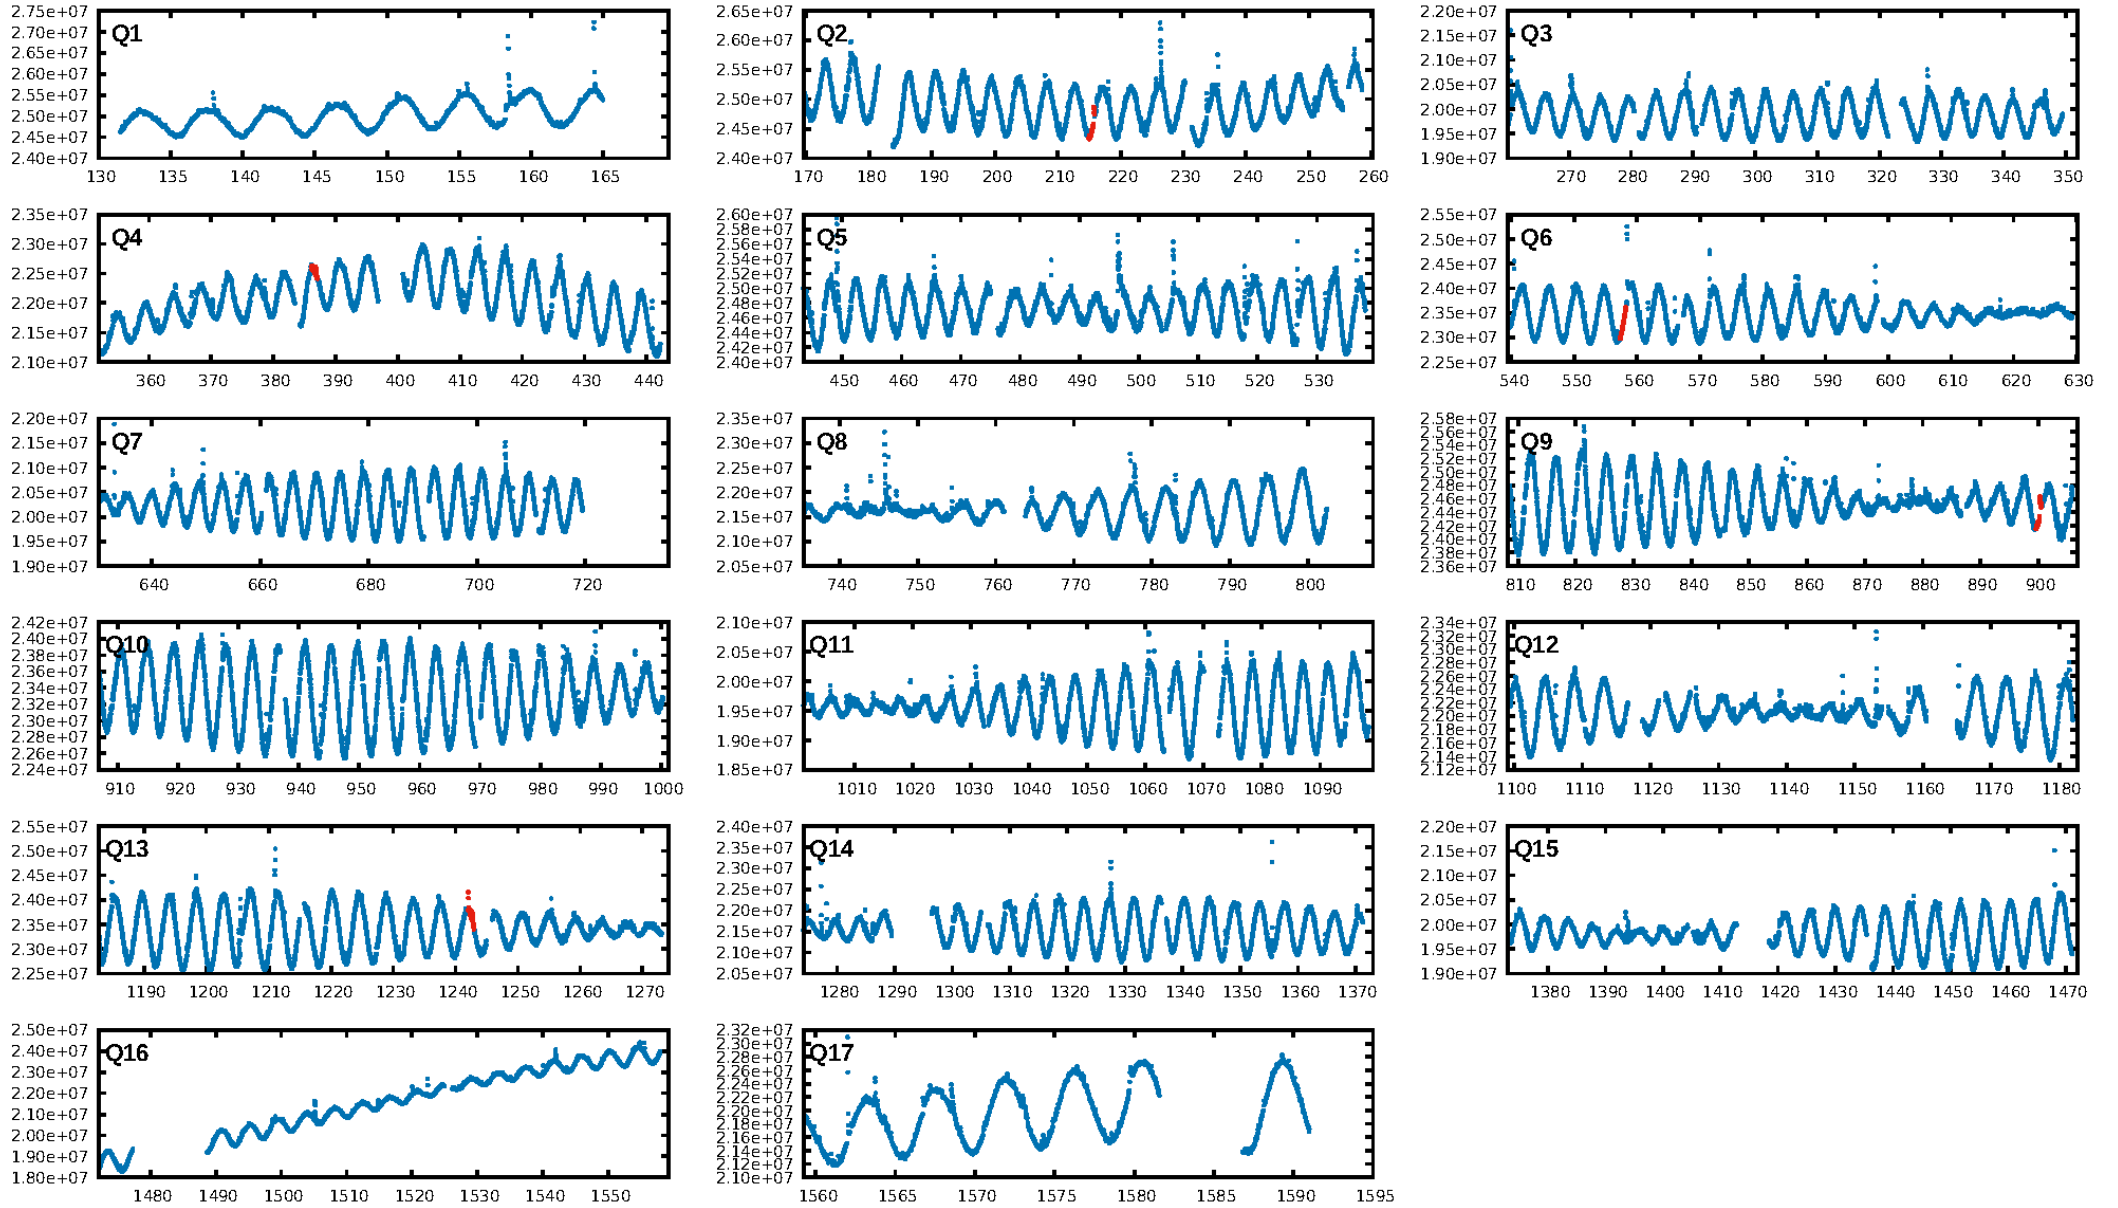 Q1
2.75e+07
2.70e+07
2.65e+07
2.60e+07
2.55e+07
2.50e+07
2.45e+07
2.40e+07
130 135 140 145 150 155 160 165
Q2
2.65e+07
2.60e+07
2.55e+07
2.50e+07
2.45e+07
2.40e+07
170 180 190 200 210 220 230 240 250 260
Q3
2.20e+07
2.15e+07
2.10e+07
2.05e+07
2.00e+07
1.95e+07
1.90e+07
270 280 290 300 310 320 330 340 350
Q4
2.35e+07
2.30e+07
2.25e+07
2.20e+07
2.15e+07
2.10e+07
360 370 380 390 400 410 420 430 440
Q5
2.60e+07
2.58e+07
2.56e+07
2.54e+07
2.52e+07
2.50e+07
2.48e+07
2.46e+07
2.44e+07
2.42e+07
2.40e+07
450 460 470 480 490 500 510 520 530
Q6
2.55e+07
2.50e+07
2.45e+07
2.40e+07
2.35e+07
2.30e+07
2.25e+07
540 550 560 570 580 590 600 610 620 630
Q7
2.20e+07
2.15e+07
2.10e+07
2.05e+07
2.00e+07
1.95e+07
1.90e+07
640 660 680 700 720
Q8
2.35e+07
2.30e+07
2.25e+07
2.20e+07
2.15e+07
2.10e+07
2.05e+07
740 750 760 770 780 790 800
Q9
2.58e+07
2.56e+07
2.54e+07
2.52e+07
2.50e+07
2.48e+07
2.46e+07
2.44e+07
2.42e+07
2.40e+07
2.38e+07
2.36e+07
810 820 830 840 850 860 870 880 890 900
Q10
2.42e+07
2.40e+07
2.38e+07
2.36e+07
2.34e+07
2.32e+07
2.30e+07
2.28e+07
2.26e+07
2.24e+07
910 920 930 940 950 960 970 980 990 1000
Q11
2.10e+07
2.05e+07
2.00e+07
1.95e+07
1.90e+07
1.85e+07
1010 1020 1030 1040 1050 1060 1070 1080 1090
Q12
2.34e+07
2.32e+07
2.30e+07
2.28e+07
2.26e+07
2.24e+07
2.22e+07
2.20e+07
2.18e+07
2.16e+07
2.14e+07
2.12e+07
1100 1110 1120 1130 1140 1150 1160 1170 1180
Q13
2.55e+07
2.50e+07
2.45e+07
2.40e+07
2.35e+07
2.30e+07
2.25e+07
1190 1200 1210 1220 1230 1240 1250 1260 1270
Q14
2.40e+07
2.35e+07
2.30e+07
2.25e+07
2.20e+07
2.15e+07
2.10e+07
2.05e+07
1280 1290 1300 1310 1320 1330 1340 1350 1360 1370
Q15
2.20e+07
2.15e+07
2.10e+07
2.05e+07
2.00e+07
1.95e+07
1.90e+07
1380 1390 1400 1410 1420 1430 1440 1450 1460 1470
Q16
2.50e+07
2.40e+07
2.30e+07
2.20e+07
2.10e+07
2.00e+07
1.90e+07
1.80e+07
1480 1490 1500 1510 1520 1530 1540 1550
Q17
2.32e+07
2.30e+07
2.28e+07
2.26e+07
2.24e+07
2.22e+07
2.20e+07
2.18e+07
2.16e+07
2.14e+07
2.12e+07
2.10e+07
1560 1565 1570 1575 1580 1585 1590 1595